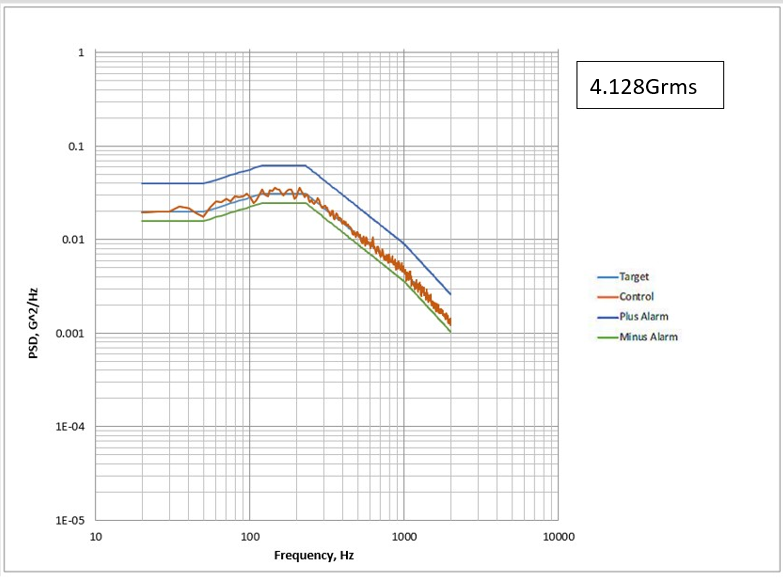 4.128Grms
1
0.1
0.01
0.001
1E-04
1E-05
PSD, G^2/Hz
10
100
1000
10000
Frequency, Hz
Target
Control
Plus Alarm
Minus Alarm